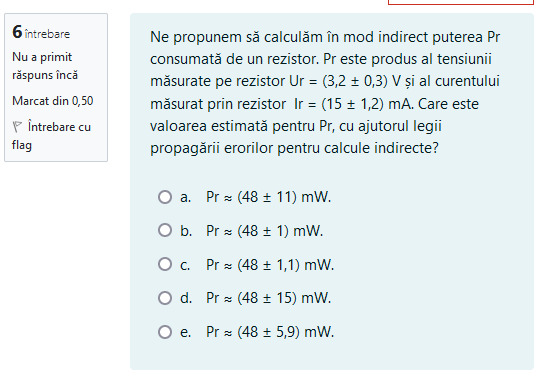 6 întrebare
Nu a primit
răspuns încă
Marcat din 0,50
Întrebare cu
flag
Ne propunem să calculăm în mod indirect puterea Pr
consumată de un rezistor. Pr este produs al tensiunii
măsurate pe rezistor Ur = (3,2 ± 0,3) V și al curentului
măsurat prin rezistor Ir = (15 ± 1,2) mA. Care este
valoarea estimată pentru Pr, cu ajutorul legii
propagării erorilor pentru calcule indirecte?
a. Pr ≈ (48 ± 11) mW.
b. Pr ≈ (48 ± 1) mW.
c. Pr ≈ (48 ± 1,1) mW.
d. Pr ≈ (48 ± 15) mW.
e. Pr ≈ (48 ± 5,9) mW.